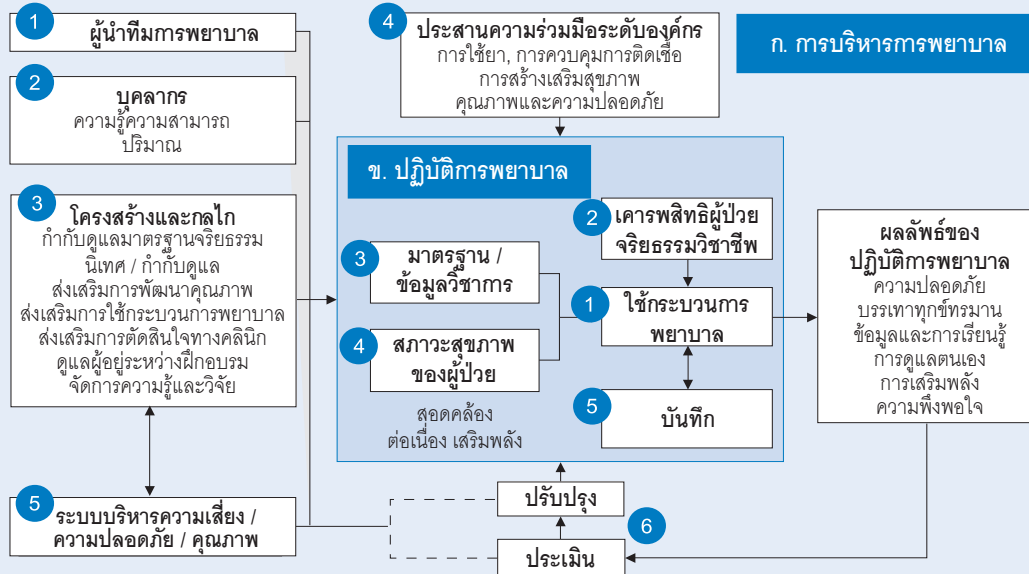 1
ผู้นำทีมการพยาบาล
2
บุคลากร
ความรู้ความสามารถ
ปริมาณ
3
โครงสร้างและกลไก
กำกับดูแลมาตรฐานจริยธรรม
นิเทศ / กำกับดูแล
ส่งเสริมการพัฒนาคุณภาพ
ส่งเสริมการใช้กระบวนการพยาบาล
ส่งเสริมการตัดสินใจทางคลินิก
ดูแลผู้อยู่ระหว่างฝึกอบรม
จัดการความรู้และวิจัย
5
ระบบบริหารความเสี่ยง /
ความปลอดภัย / คุณภาพ
4
ประสานความร่วมมือระดับองค์กร
การใช้ยา, การควบคุมการติดเชื้อ
การสร้างเสริมสุขภาพ
คุณภาพและความปลอดภัย
ก. การบริหารการพยาบาล
ข. ปฏิบัติการพยาบาล
2
เคารพสิทธิผู้ป่วย
จริยธรรมวิชาชีพ
3
มาตรฐาน /
ข้อมูลวิชาการ
1
ใช้กระบวนการ
พยาบาล
4
สภาวะสุขภาพ
ของผู้ป่วย
สอดคล้อง
ต่อเนื่อง เสริมพลัง
5
บันทึก
ผลลัพธ์ของ
ปฏิบัติการพยาบาล
ความปลอดภัย
บรรเทาทุกข์ทรมาน
ข้อมูลและการเรียนรู้
การดูแลตนเอง
การเสริมพลัง
ความพึงพอใจ
ปรับปรุง
6
ประเมิน